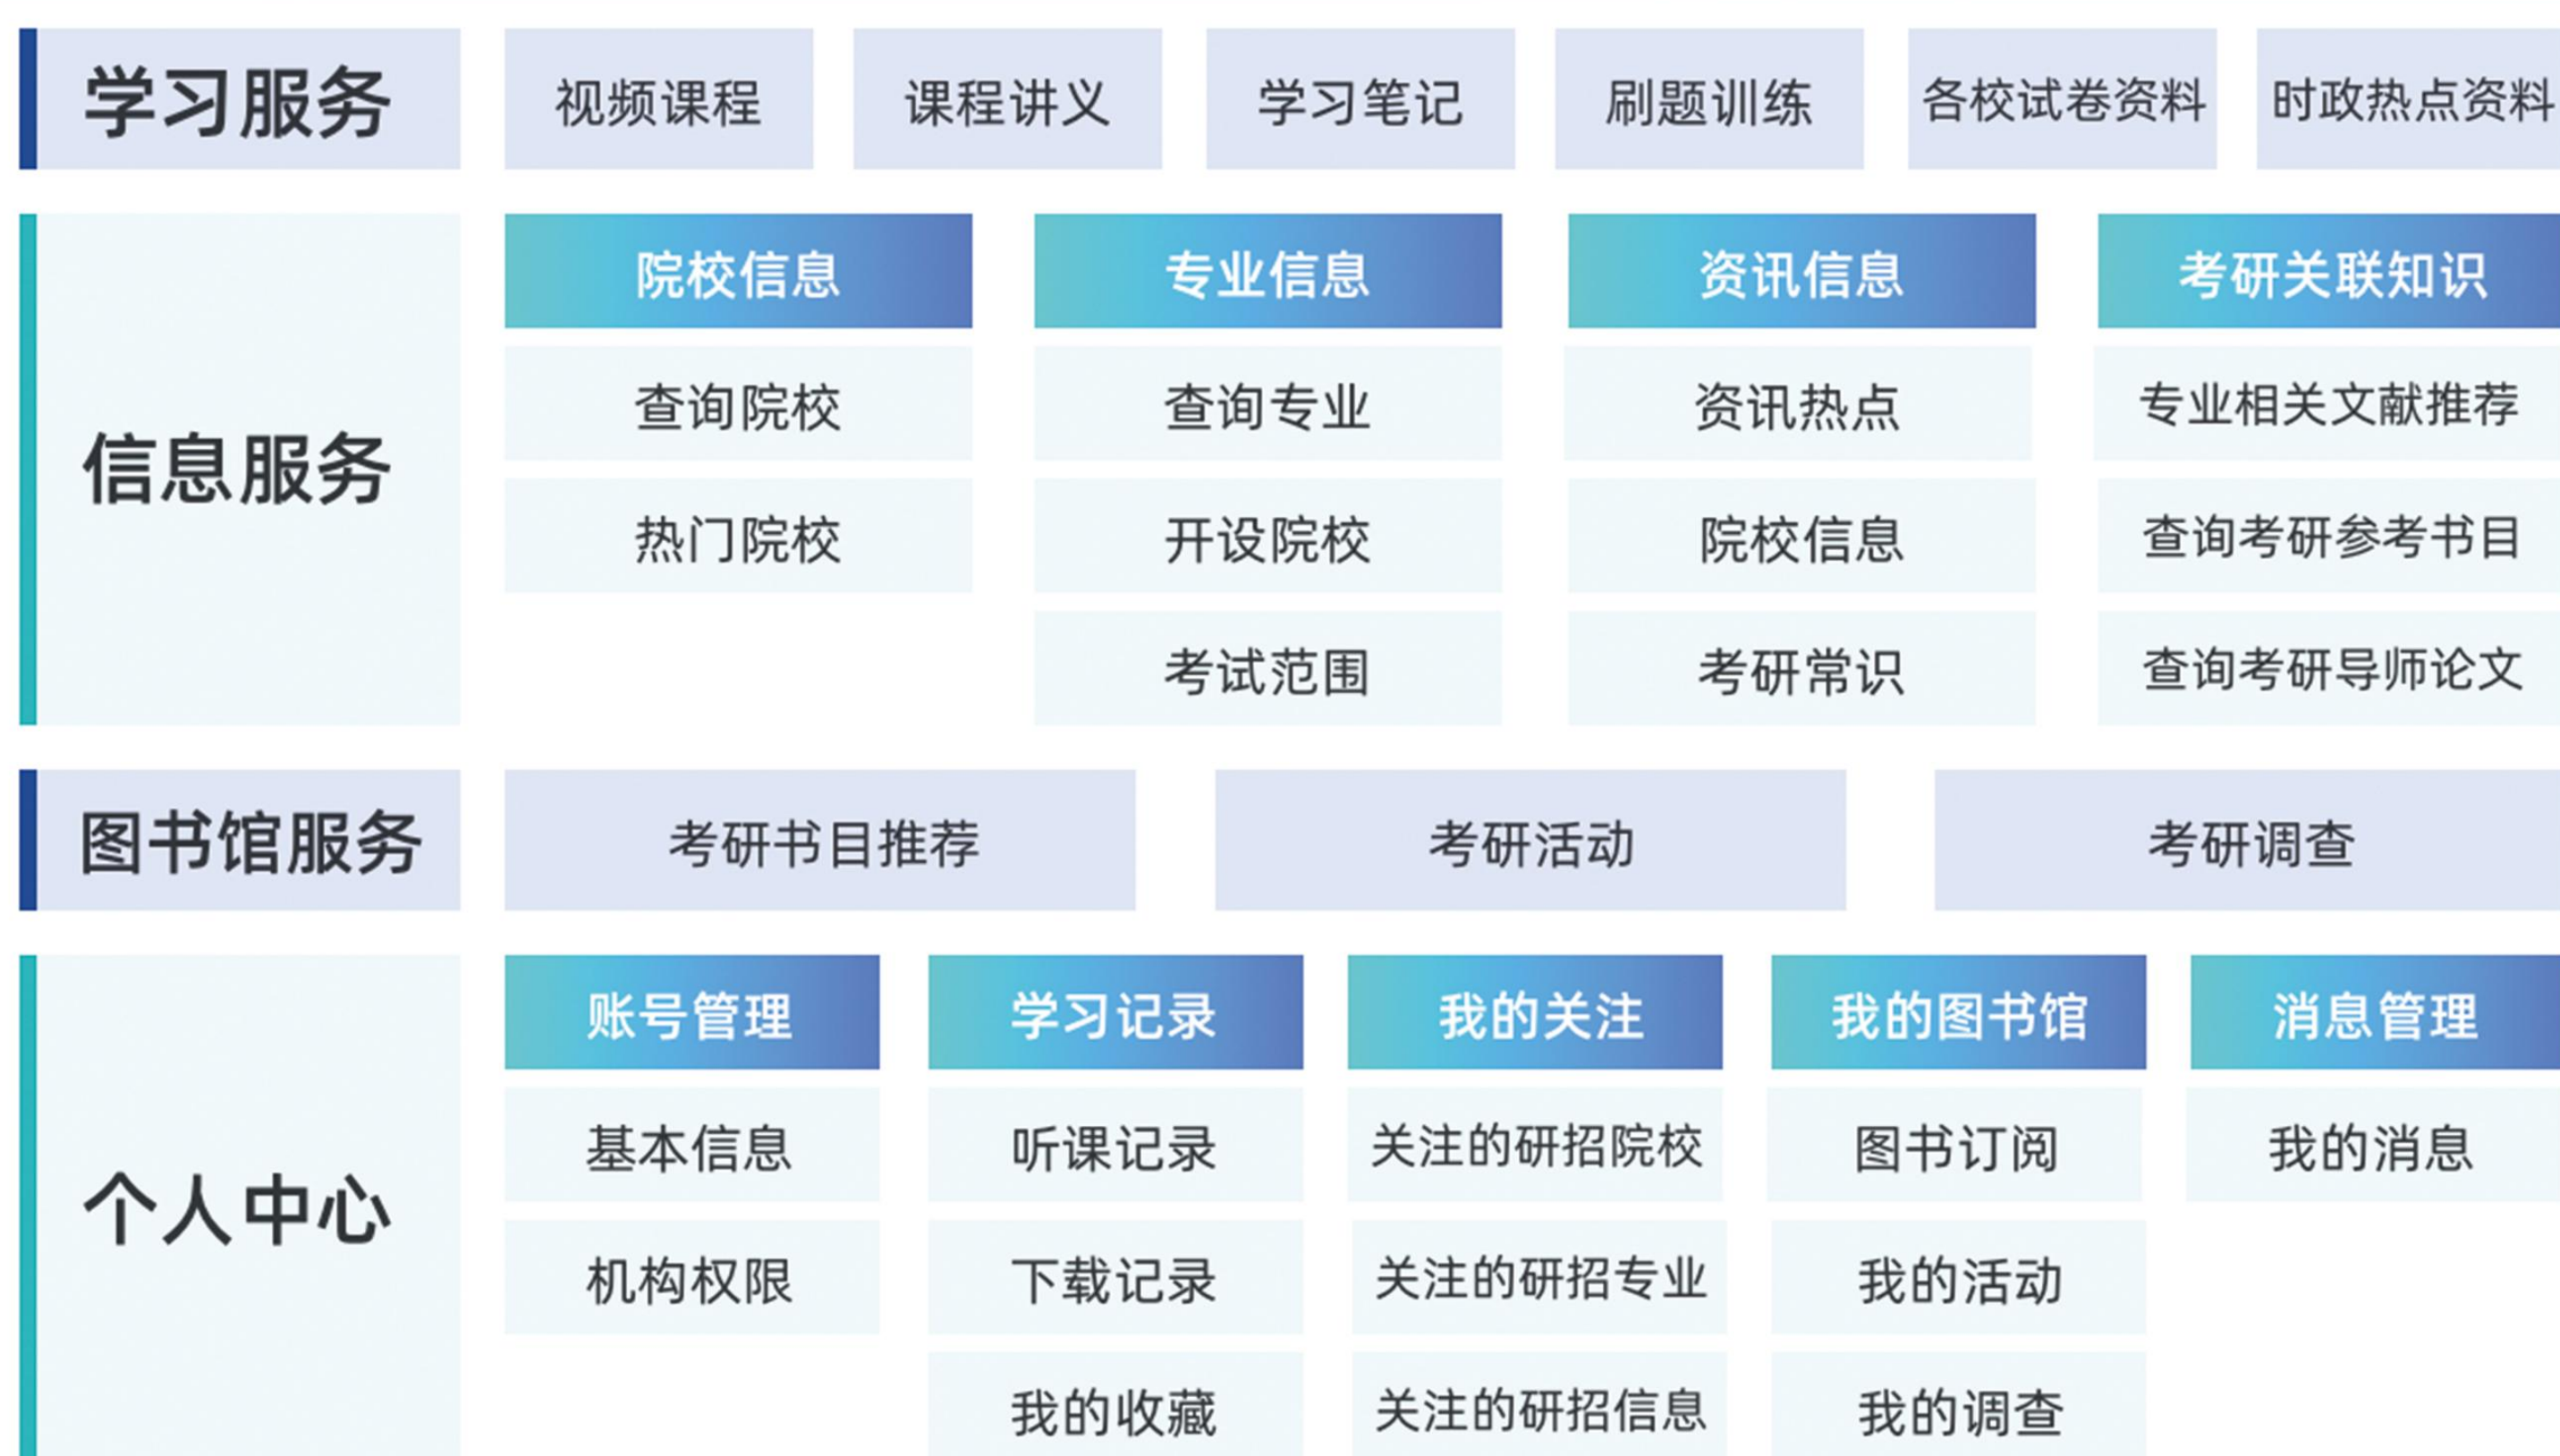 学习服务
视频课程
课程讲义
学习笔记
刷题训练
各校试卷资料
时政热点资料
信息服务
院校信息
专业信息
资讯信息
考研关联知识
查询院校
查询专业
资讯热点
专业相关文献推荐
热门院校
开设院校
院校信息
查询考研参考书目
考试范围
考研常识
查询考研导师论文
图书馆服务
考研书目推荐
考研活动
考研调查
个人中心
账号管理
学习记录
我的关注
我的图书馆
消息管理
基本信息
听课记录
关注的研招院校
图书订阅
我的消息
机构权限
下载记录
关注的研招专业
我的活动
我的收藏
关注的研招信息
我的调查